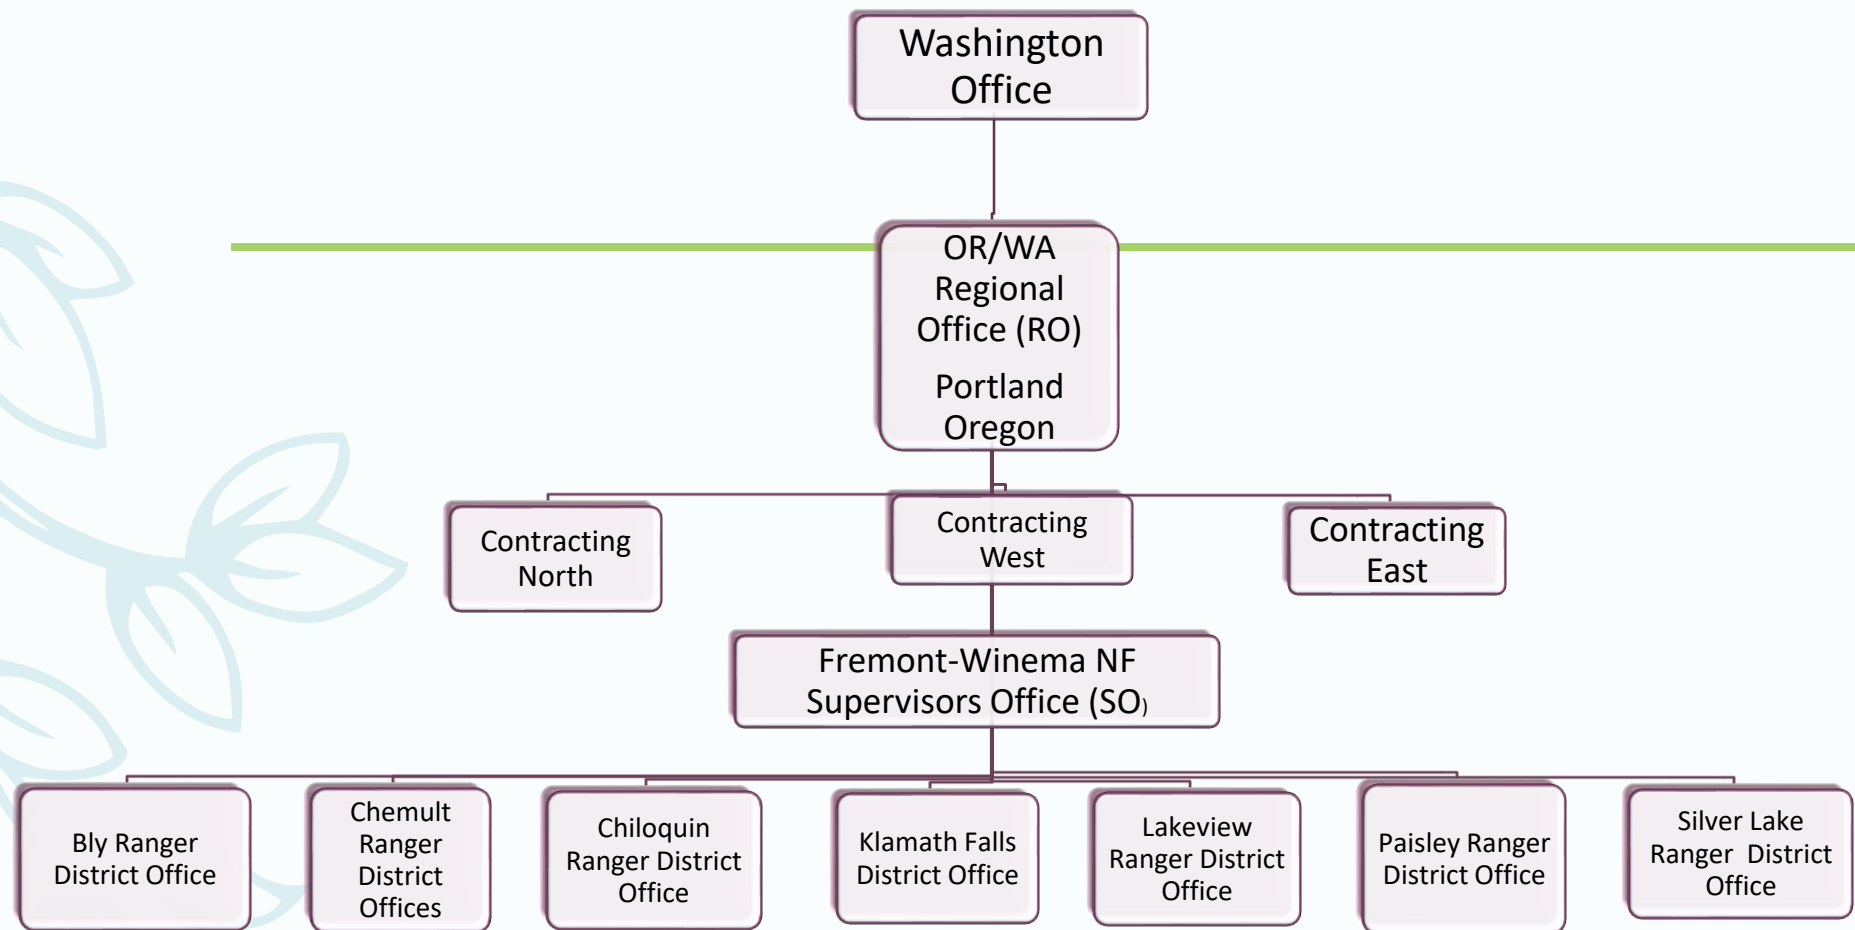 Washington
Office
OR/WA
Regional
Office (RO)
Portland
Oregon
Contracting
North
Contracting
West
Contracting
East
Fremont-Winema NF
Supervisors Office (SO)
Bly Ranger
District Office
Chemult
Ranger
District
Offices
Chiloquin
Ranger District
Office
Klamath Falls
District Office
Lakeview
Ranger District
Office
Paisley Ranger
District Office
Silver Lake
Ranger  District
Office